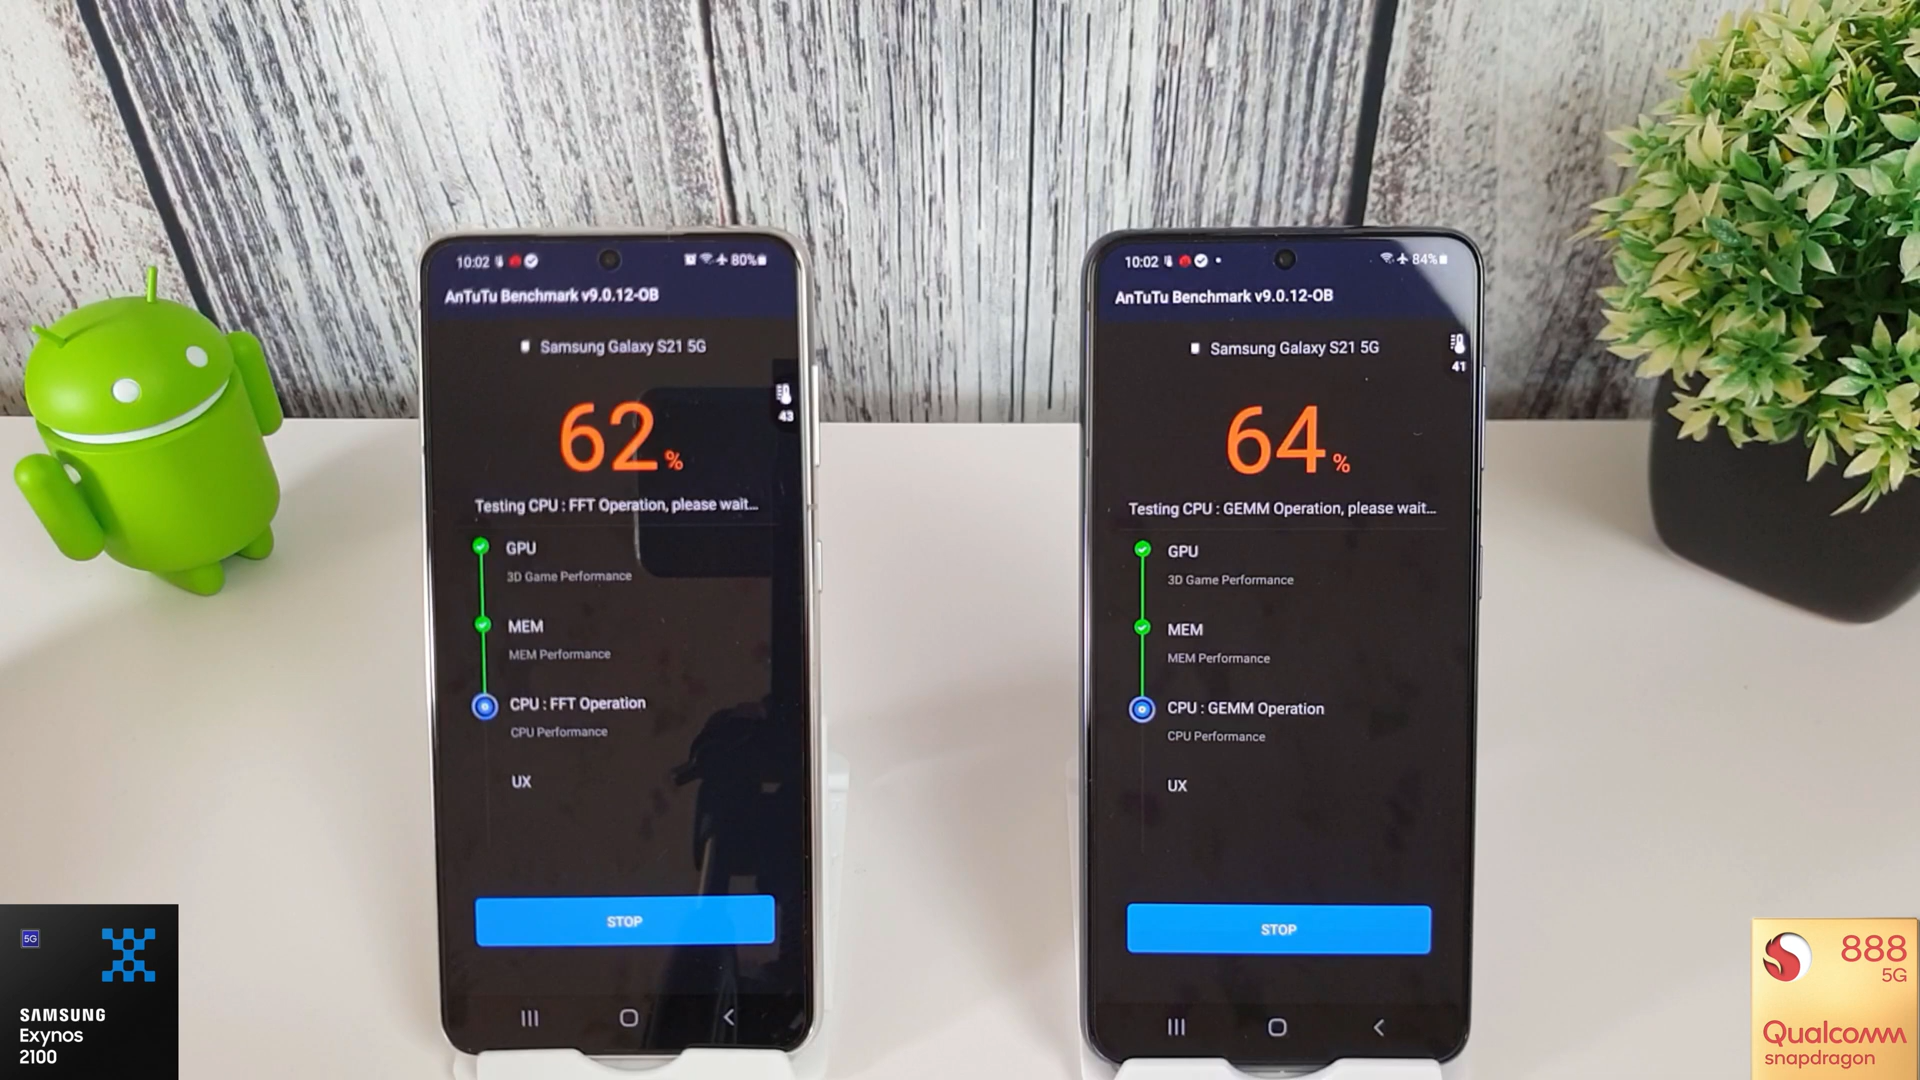 10:02
80%
AnTuTu Benchmark v9.0.12-OB
Samsung Galaxy S21 5G
43
62%
Testing CPU : FFT Operation, please wait...
GPU
3D Game Performance
MEM
MEM Performance
CPU : FFT Operation
CPU Performance
UX
STOP
10:02
84%
AnTuTu Benchmark v9.0.12-OB
Samsung Galaxy S21 5G
41
64%
Testing CPU : GEMM Operation, please wait...
GPU
3D Game Performance
MEM
MEM Performance
CPU : GEMM Operation
CPU Performance
UX
STOP
5G
SAMSUNG
Exynos
2100
888
5G
Qualcomm
snapdragon